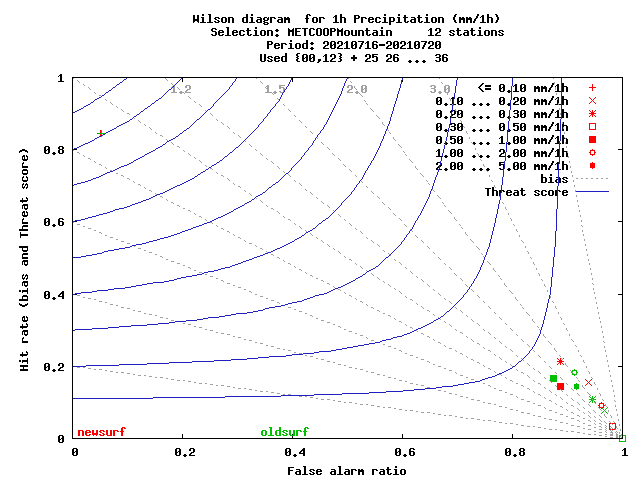 Wilson diagram  for 1h Precipitation (mm/1h)
Selection: METCOOPMountain     12 stations
Period: 20210716-20210720
Used {00,12} + 25 26 ... 36
1.2 1.5 2.0 3.0
<= 0.10 mm/1h
0.10 ... 0.20 mm/1h
0.20 ... 0.30 mm/1h
0.30 ... 0.50 mm/1h
0.50 ... 1.00 mm/1h
1.00 ... 2.00 mm/1h
2.00 ... 5.00 mm/1h
bias
Threat score
1
0.8
0.6
0.4
0.2
0
Hit rate (bias and Threat score)
newsurf oldsurf
0 0.2 0.4 0.6 0.8 1
False alarm ratio